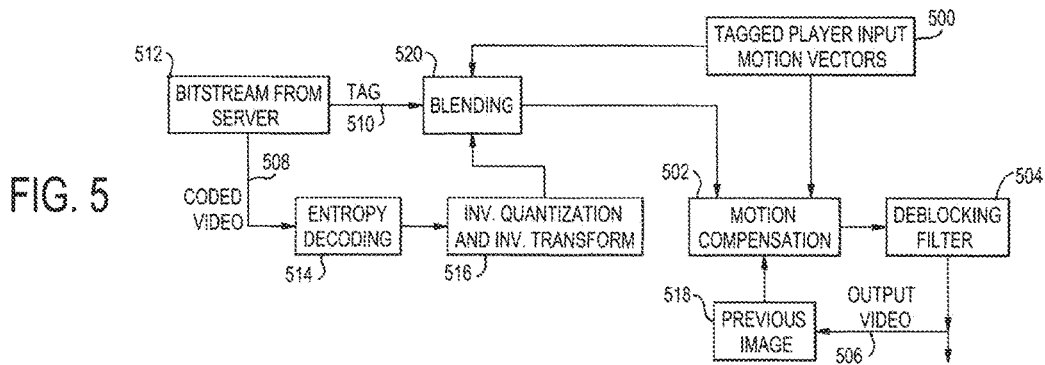 500
TAGGED PLAYER INPUT
MOTION VECTORS
512
520
BITSTREAM FROM
SERVER
TAG
510
BLENDING
508
FIG. 5
CODED
VIDEO
ENTROPY
DECODING
514
INV. QUANTIZATION
AND INV. TRANSFORM
516
502
MOTION
COMPENSATION
504
DEBLOCKING
FILTER
518
PREVIOUS
IMAGE
OUTPUT
VIDEO
506